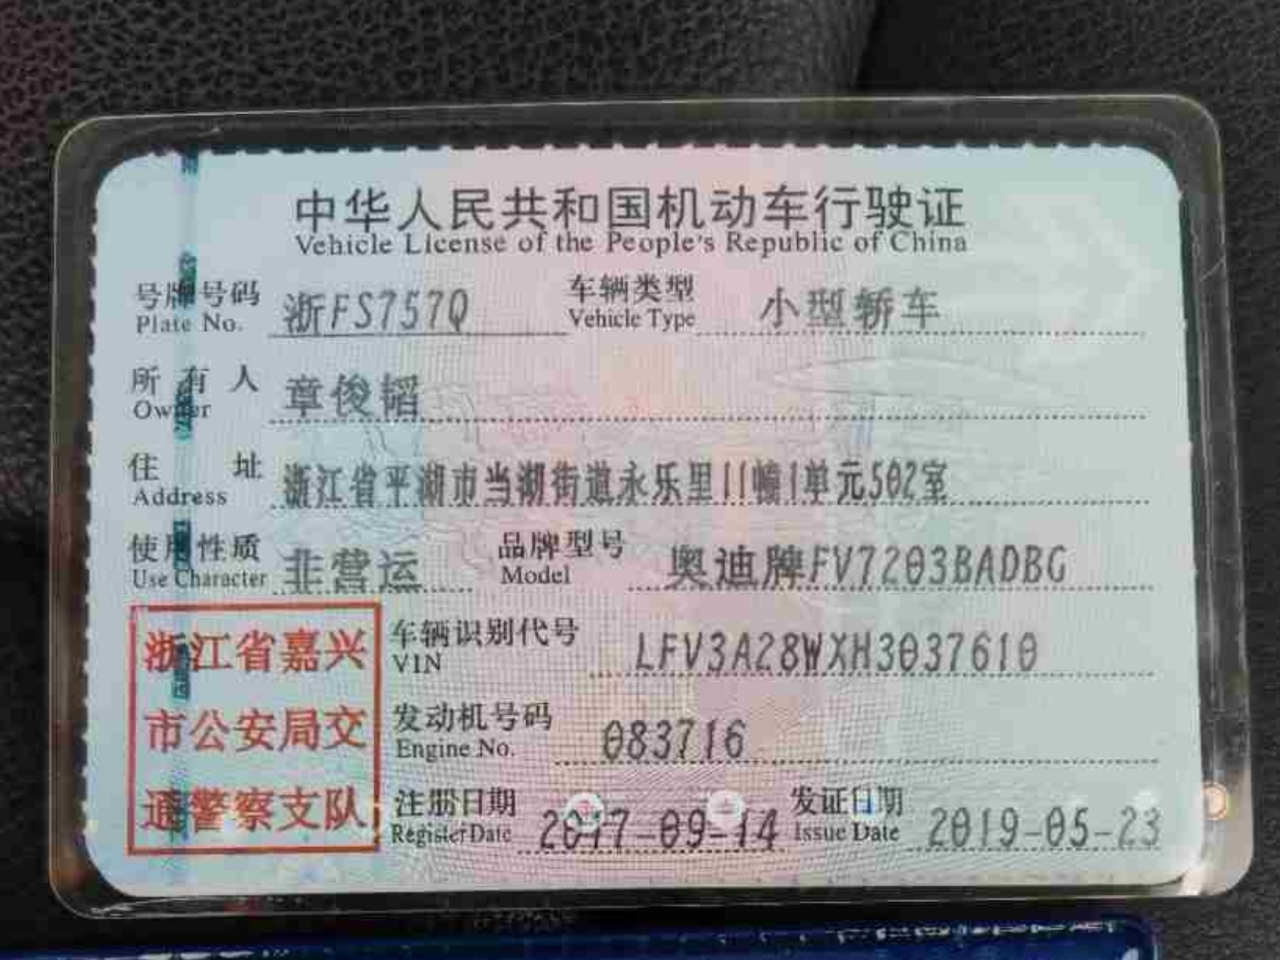 中华人民共和国机动车行驶证
Vehicle License of the People's Republic of China
号牌号码 浙FS757Q 车辆类型 小型轿车
Plate No. Vehicle Type
所有人 章俊韬
Owner
住址 浙江省平湖市当湖街道永乐里11幢1单元502室
Address
使用性质 非营运 品牌型号 奥迪牌FV7203BADBG
Use Character Model
浙江省嘉兴
市公安局交
通警察支队
车辆识别代号 LFV3A28WXH3037610
VIN
发动机号码 083716
Engine No.
注册日期 2017-09-14 发证日期 2019-05-23
Register Date Issue Date